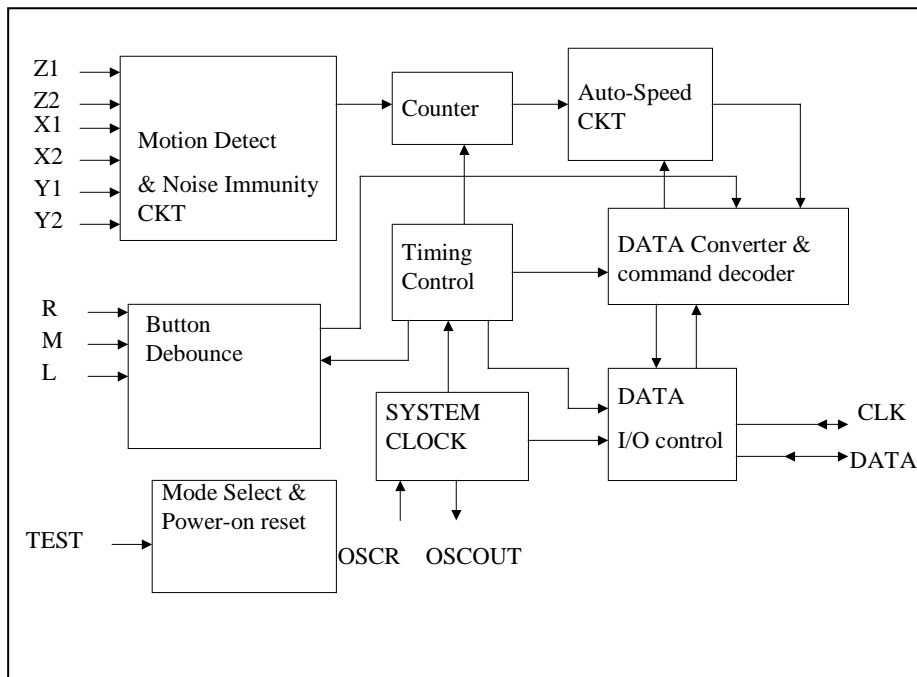 Z1
Z2
X1
X2
Y1
Y2
Motion Detect
& Noise Immunity
CKT
Counter
Auto-Speed
CKT
Timing
Control
DATA Converter &
command decoder
R
M
L
Button
Debounce
SYSTEM
CLOCK
DATA
I/O control
CLK
DATA
Mode Select &
Power-on reset
TEST
OSCR
OSCOUT